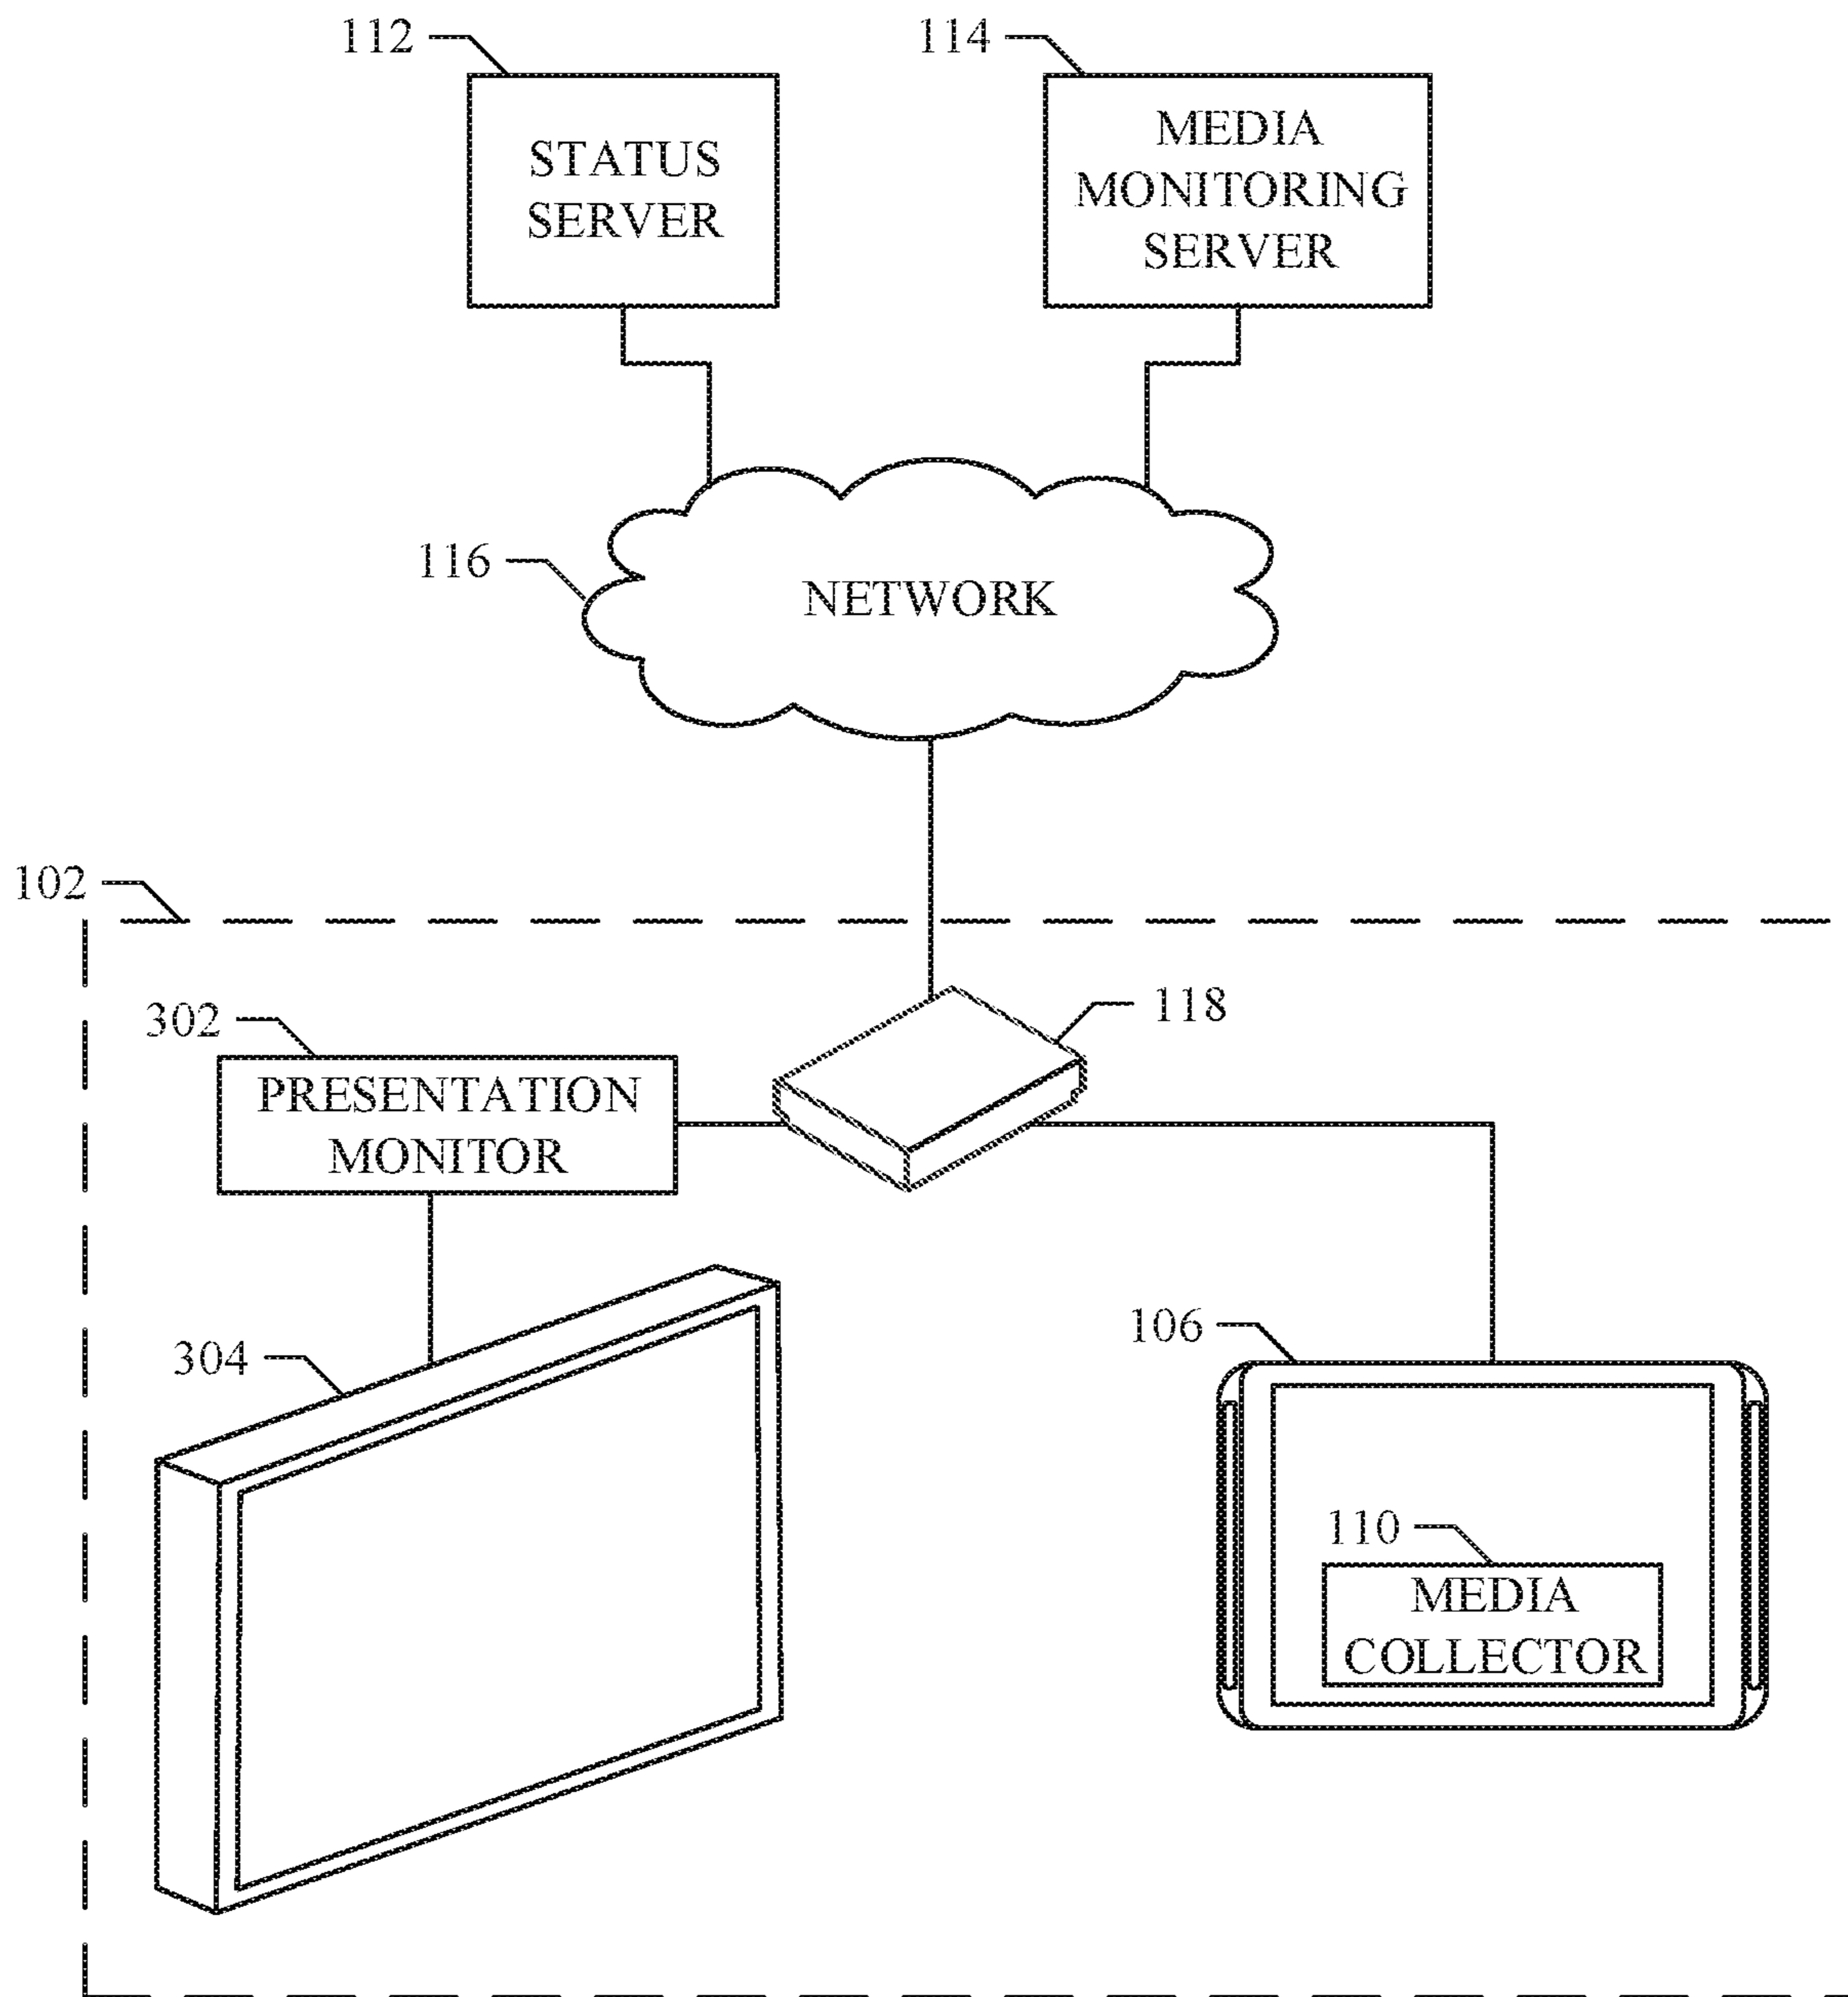 112
114
STATUS
SERVER
MEDIA
MONITORING
SERVER
116
NETWORK
102
302
118
PRESENTATION
MONITOR
304
106
110
MEDIA
COLLECTOR